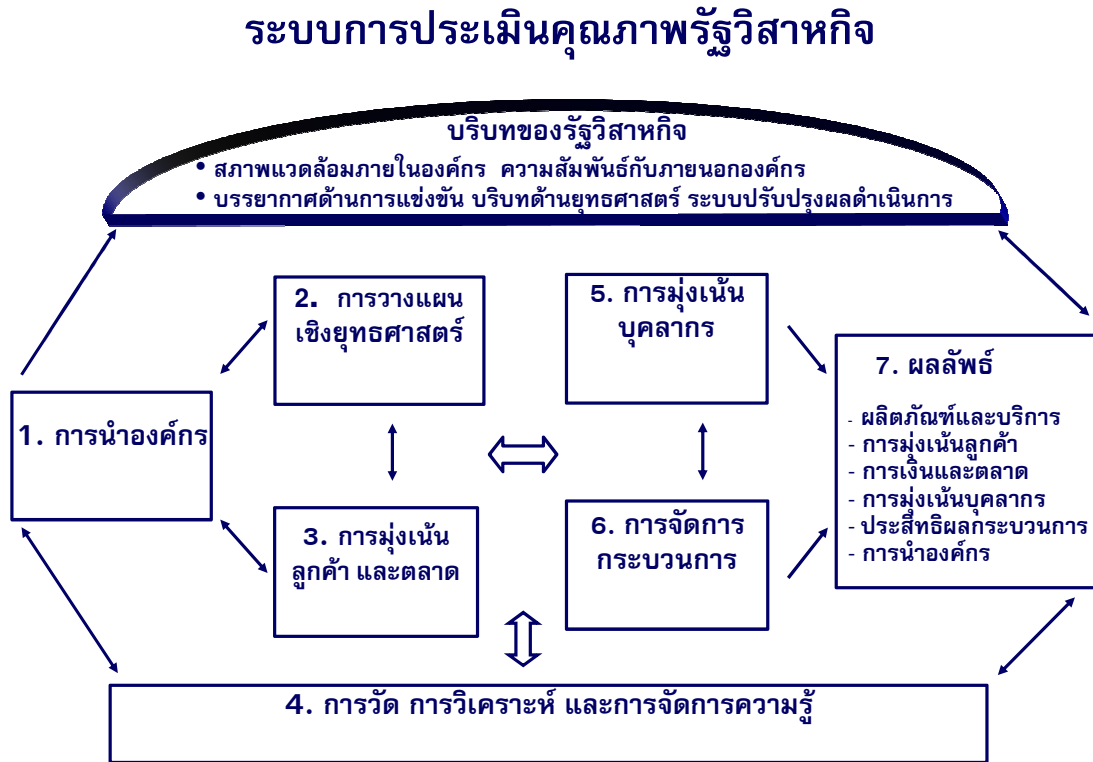 ระบบการประเมินคุณภาพรัฐวิสาหกิจ
บริบทของรัฐวิสาหกิจ
• สภาพแวดล้อมภายในองค์กร ความสัมพันธ์กับภายนอกองค์กร
• บรรยากาศด้านการแข่งขัน บริบทด้านยุทธศาสตร์ ระบบปรับปรุงผลดำเนินการ
1. การนำองค์กร
2. การวางแผน
เชิงยุทธศาสตร์
3. การมุ่งเน้น
ลูกค้า และตลาด
5. การมุ่งเน้น
บุคลากร
6. การจัดการ
กระบวนการ
7. ผลลัพธ์
- ผลิตภัณฑ์และบริการ
- การมุ่งเน้นลูกค้า
- การเงินและตลาด
- การมุ่งเน้นบุคลากร
- ประสิทธิผลกระบวนการ
- การนำองค์กร
4. การวัด การวิเคราะห์ และการจัดการความรู้